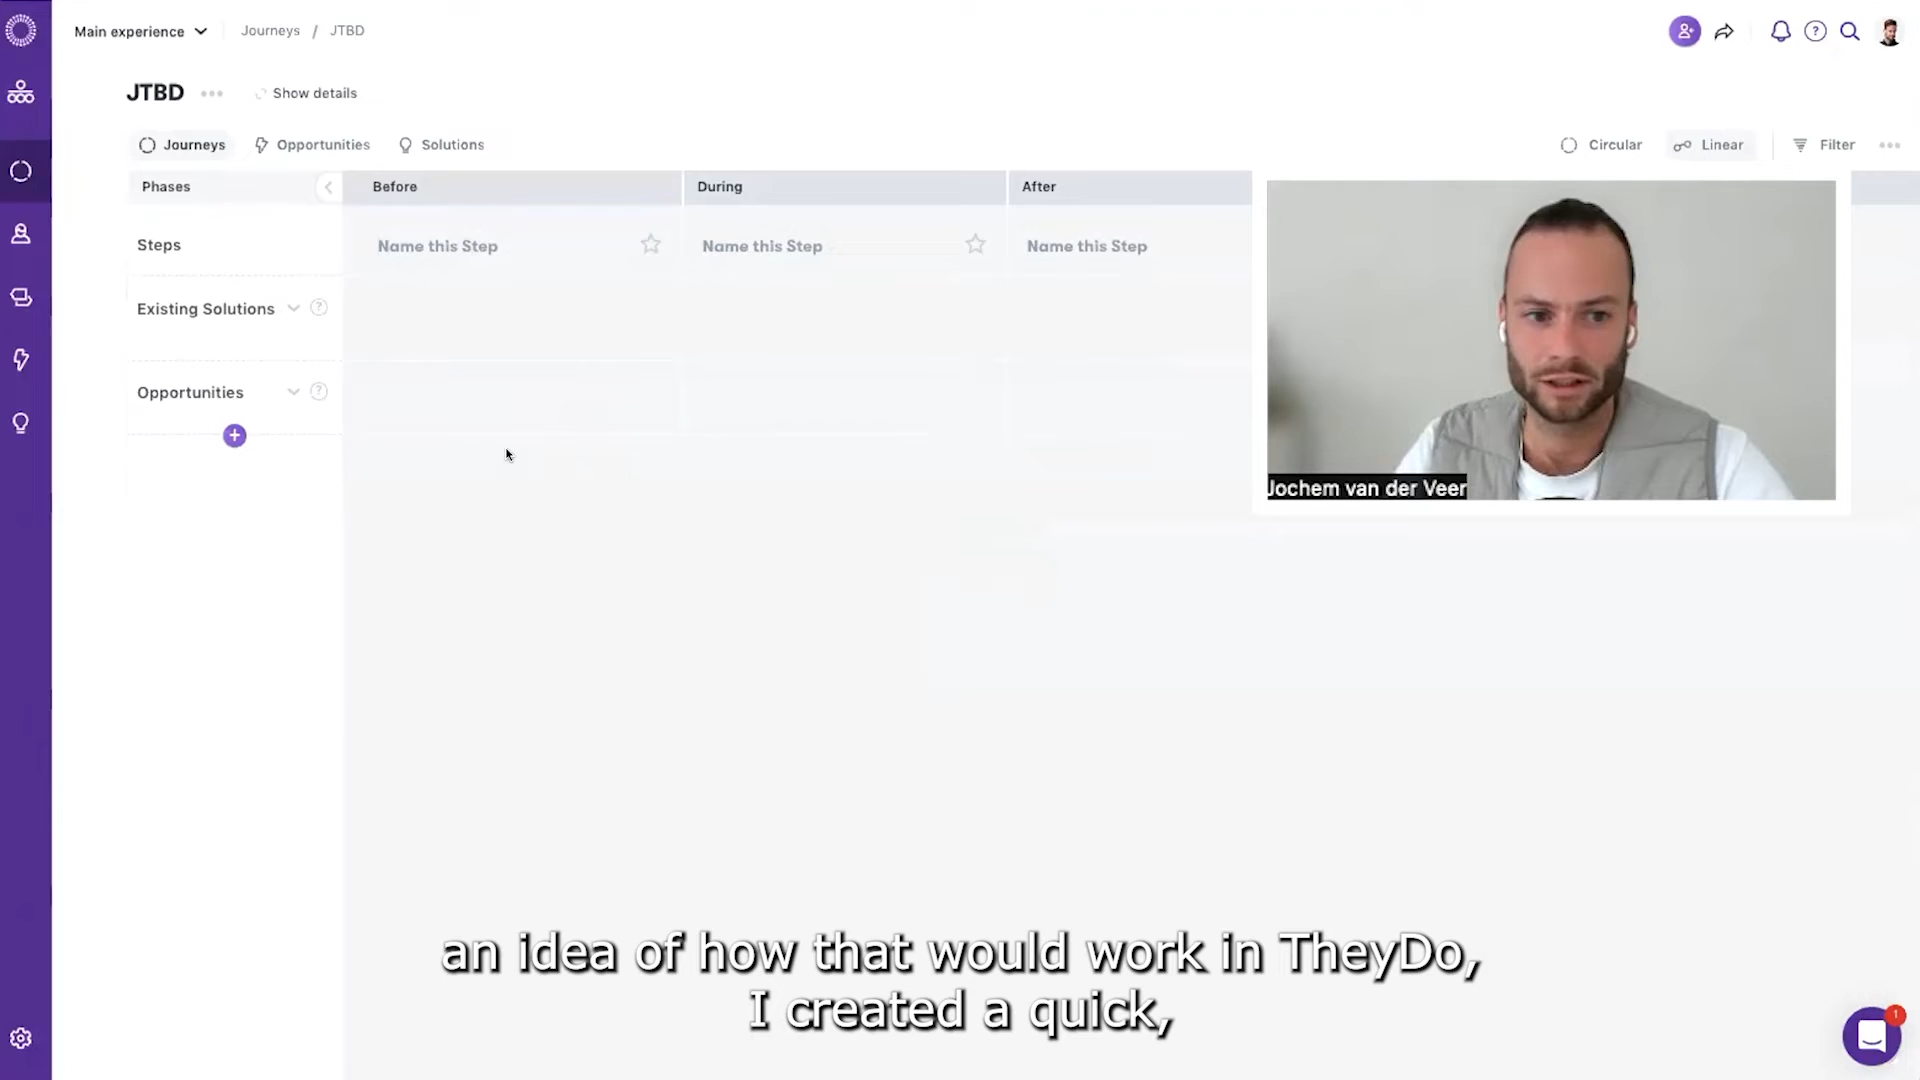 Main experience
Journeys / JTBD
JTBD
Show details
Journeys
Opportunities
Solutions
Circular
Linear
Filter
Phases
Before
During
After
Steps
Name this Step
Name this Step
Name this Step
Existing Solutions
Opportunities
Jochem van der Veer
an idea of how that would work in TheyDo,
I created a quick,
1